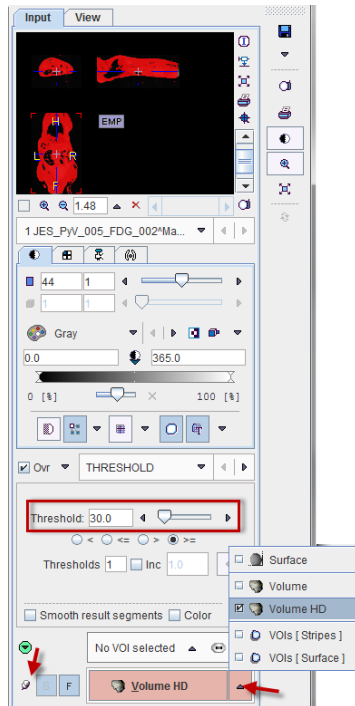 Input View
EMP
H
L R
F
1.48
1 JES_PyV_005_FDG_002^Ma...
44 1
1 1
Gray
0.0 365.0
0 [%] 100 [%]
Ovr THRESHOLD
Threshold: 30.0
< <= > >=
Thresholds 1 Inc 1.0
Smooth result segments Color
Surface
Volume
Volume HD
VOIs [ Stripes ]
VOIs [ Surface ]
No VOI selected
F Volume HD